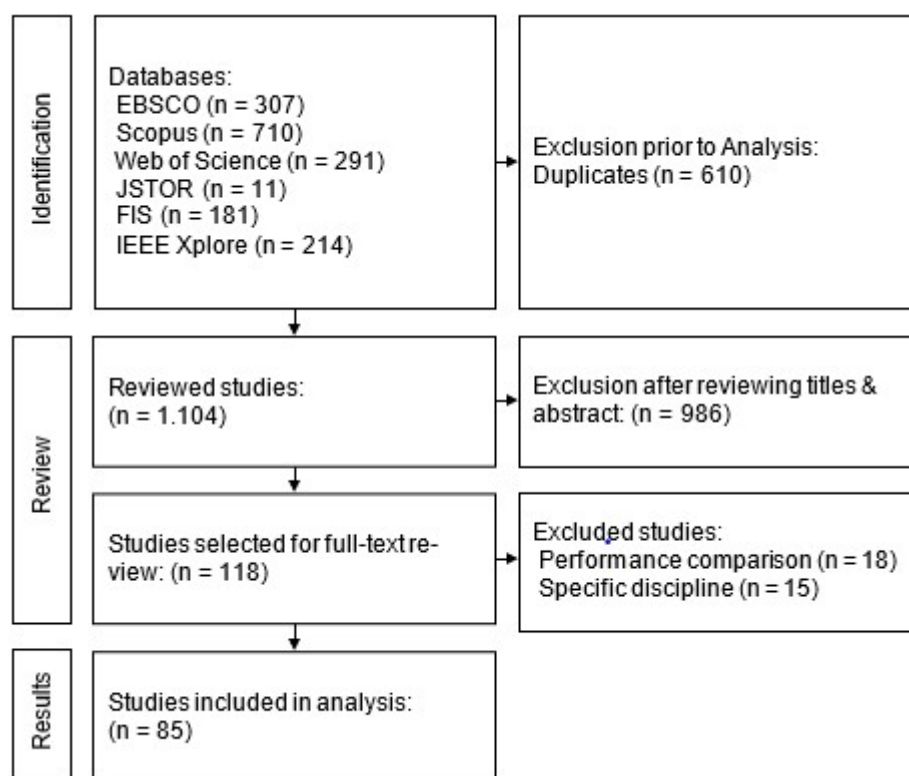 Identification
Databases:
EBSCO (n = 307)
Scopus (n = 710)
Web of Science (n = 291)
JSTOR (n = 11)
FIS (n = 181)
IEEE Xplore (n = 214)
Exclusion prior to Analysis:
Duplicates (n = 610)
Review
Reviewed studies:
(n = 1.104)
Exclusion after reviewing titles &
abstract: (n = 986)
Studies selected for full-text re-
view: (n = 118)
Excluded studies:
Performance comparison (n = 18)
Specific discipline (n = 15)
Results
Studies included in analysis:
(n = 85)